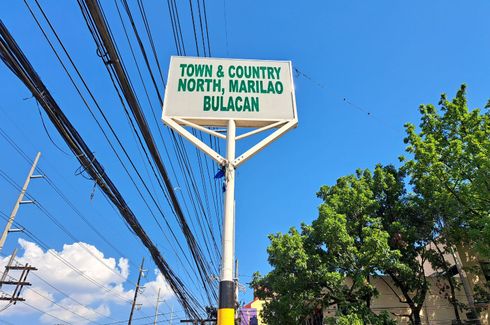 TOWN & COUNTRY
NORTH, MARILAO
BULACAN